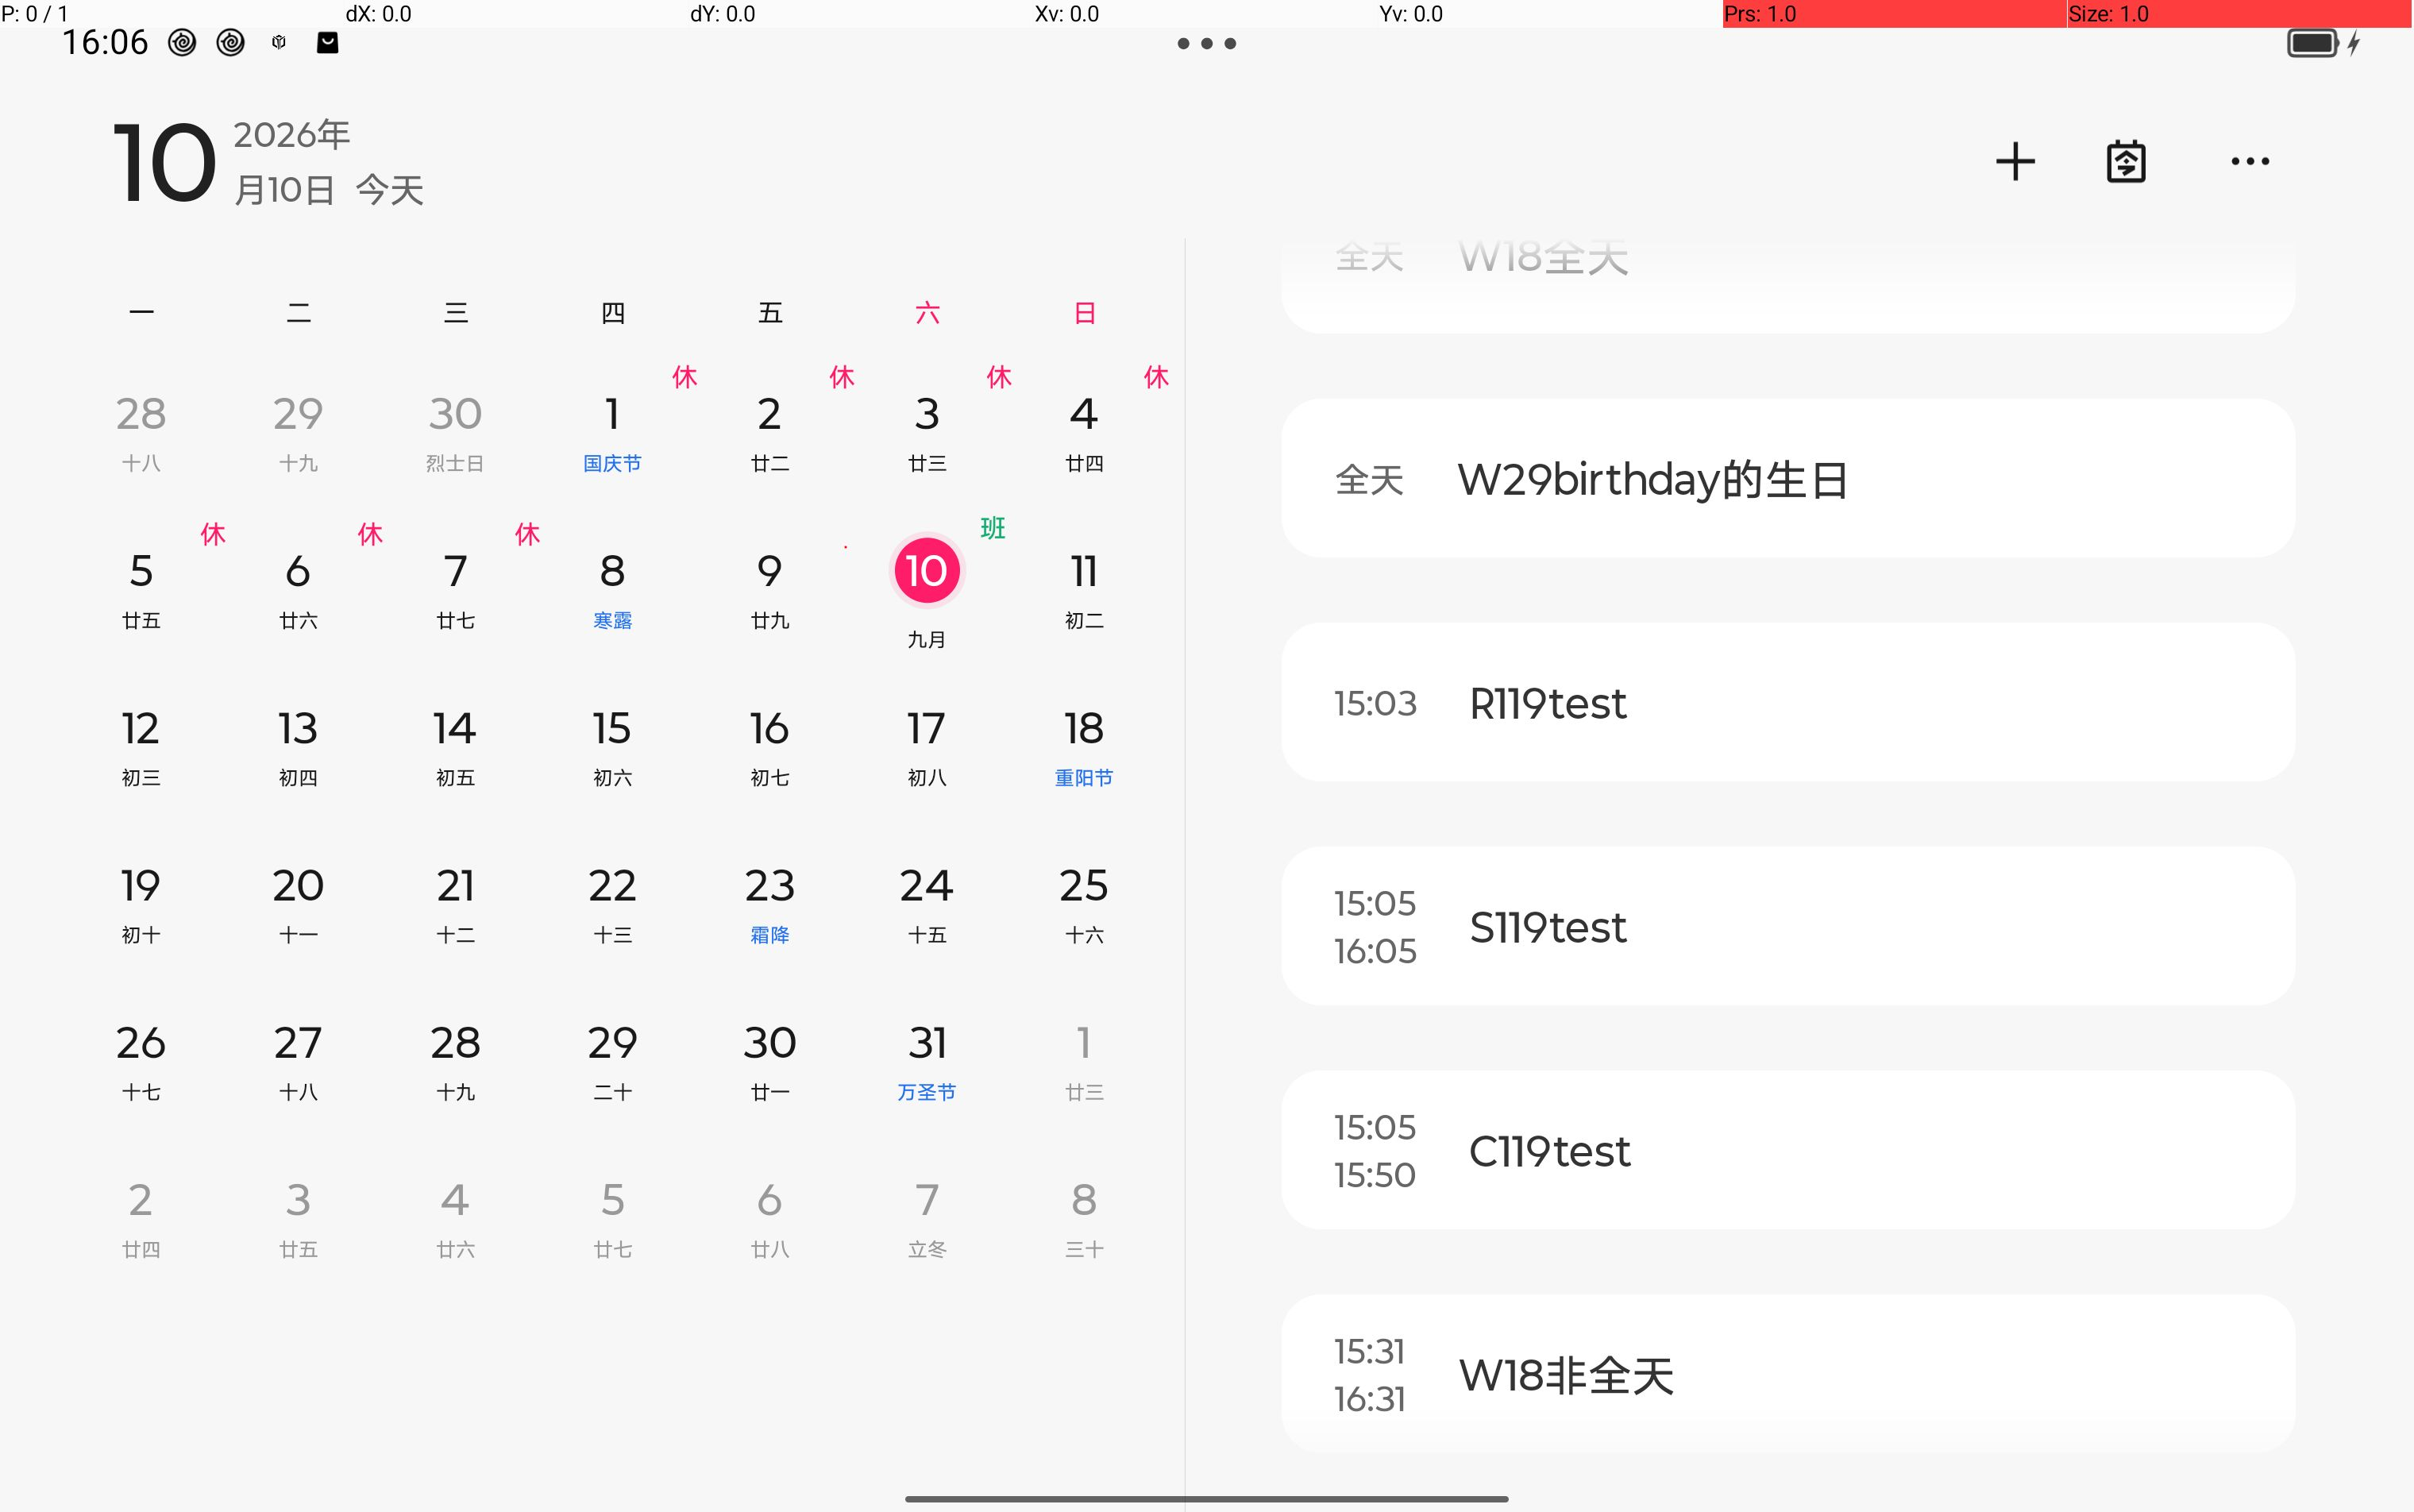 P: 0 / 1 dX: 0.0 dY: 0.0 Xv: 0.0 Yv: 0.0 Prs: 1.0 Size: 1.0
16:06
10
2026年
月10日 今天
一 二 三 四 五 六 日
休 休 休 休
28 29 30 1 2 3 4
十八 十九 烈士日 国庆节 廿二 廿三 廿四
休 休 休 班
5 6 7 8 9 10 11
廿五 廿六 廿七 寒露 廿九 九月 初二
12 13 14 15 16 17 18
初三 初四 初五 初六 初七 初八 重阳节
19 20 21 22 23 24 25
初十 十一 十二 十三 霜降 十五 十六
26 27 28 29 30 31 1
十七 十八 十九 二十 廿一 万圣节 廿三
2 3 4 5 6 7 8
廿四 廿五 廿六 廿七 廿八 立冬 三十
全天 W18全天
全天 W29birthday的生日
15:03 R119test
15:05
16:05
S119test
15:05
15:50
C119test
15:31
16:31
W18非全天